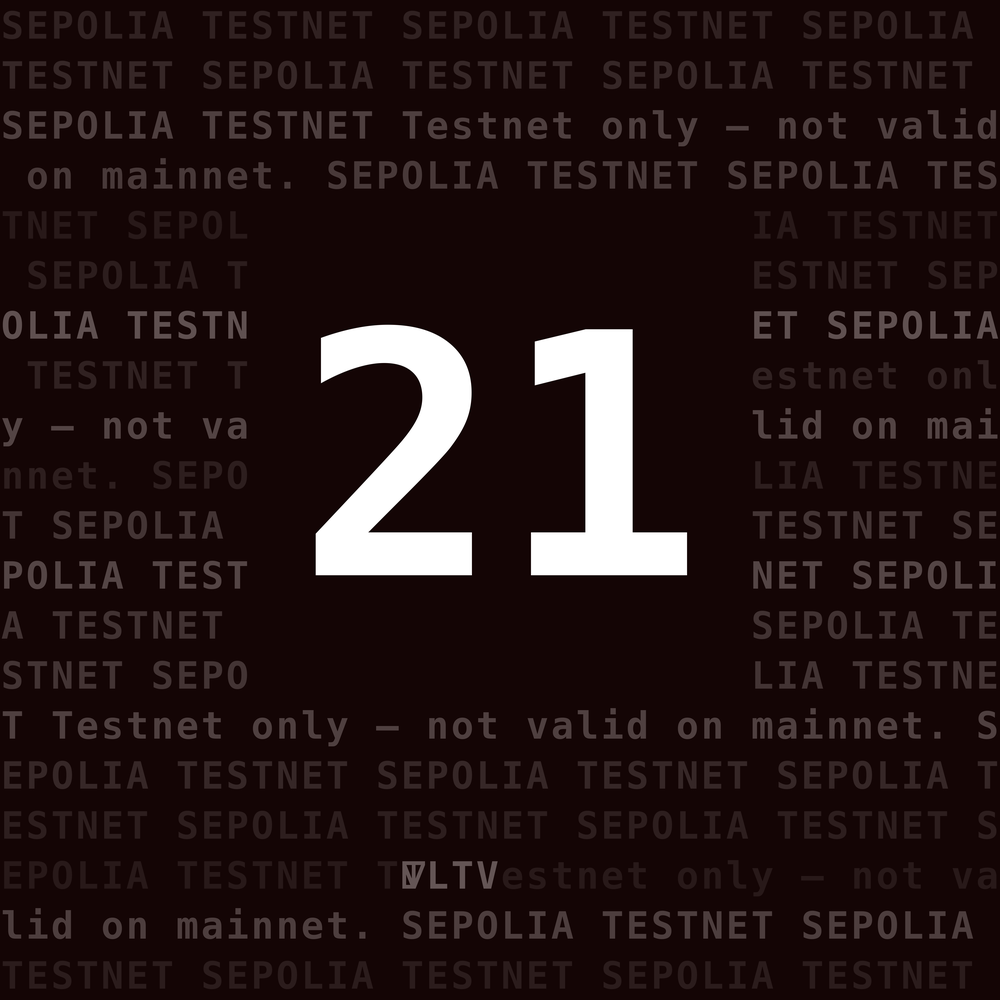 SEPOLIA TESTNET SEPOLIA TESTNET SEPOLIA
TESTNET SEPOLIA TESTNET SEPOLIA TESTNET
SEPOLIA TESTNET Testnet only — not valid
on mainnet. SEPOLIA TESTNET SEPOLIA TES
TNET SEPOL IA TESTNET
SEPOLIA T ESTNET SEP
OLIA TESTN ET SEPOLIA
TESTNET T estnet onl
21
y — not va lid on mai
nnet. SEPO LIA TESTNE
T SEPOLIA TESTNET SE
POLIA TEST NET SEPOLI
A TESTNET SEPOLIA TE
STNET SEPO LIA TESTNE
T Testnet only — not valid on mainnet. S
EPOLIA TESTNET SEPOLIA TESTNET SEPOLIA T
ESTNET SEPOLIA TESTNET SEPOLIA TESTNET S
EPOLIA T VLTV estnet only — not va
lid on mainnet. SEPOLIA TESTNET SEPOLIA
TESTNET SEPOLIA TESTNET SEPOLIA TESTNET